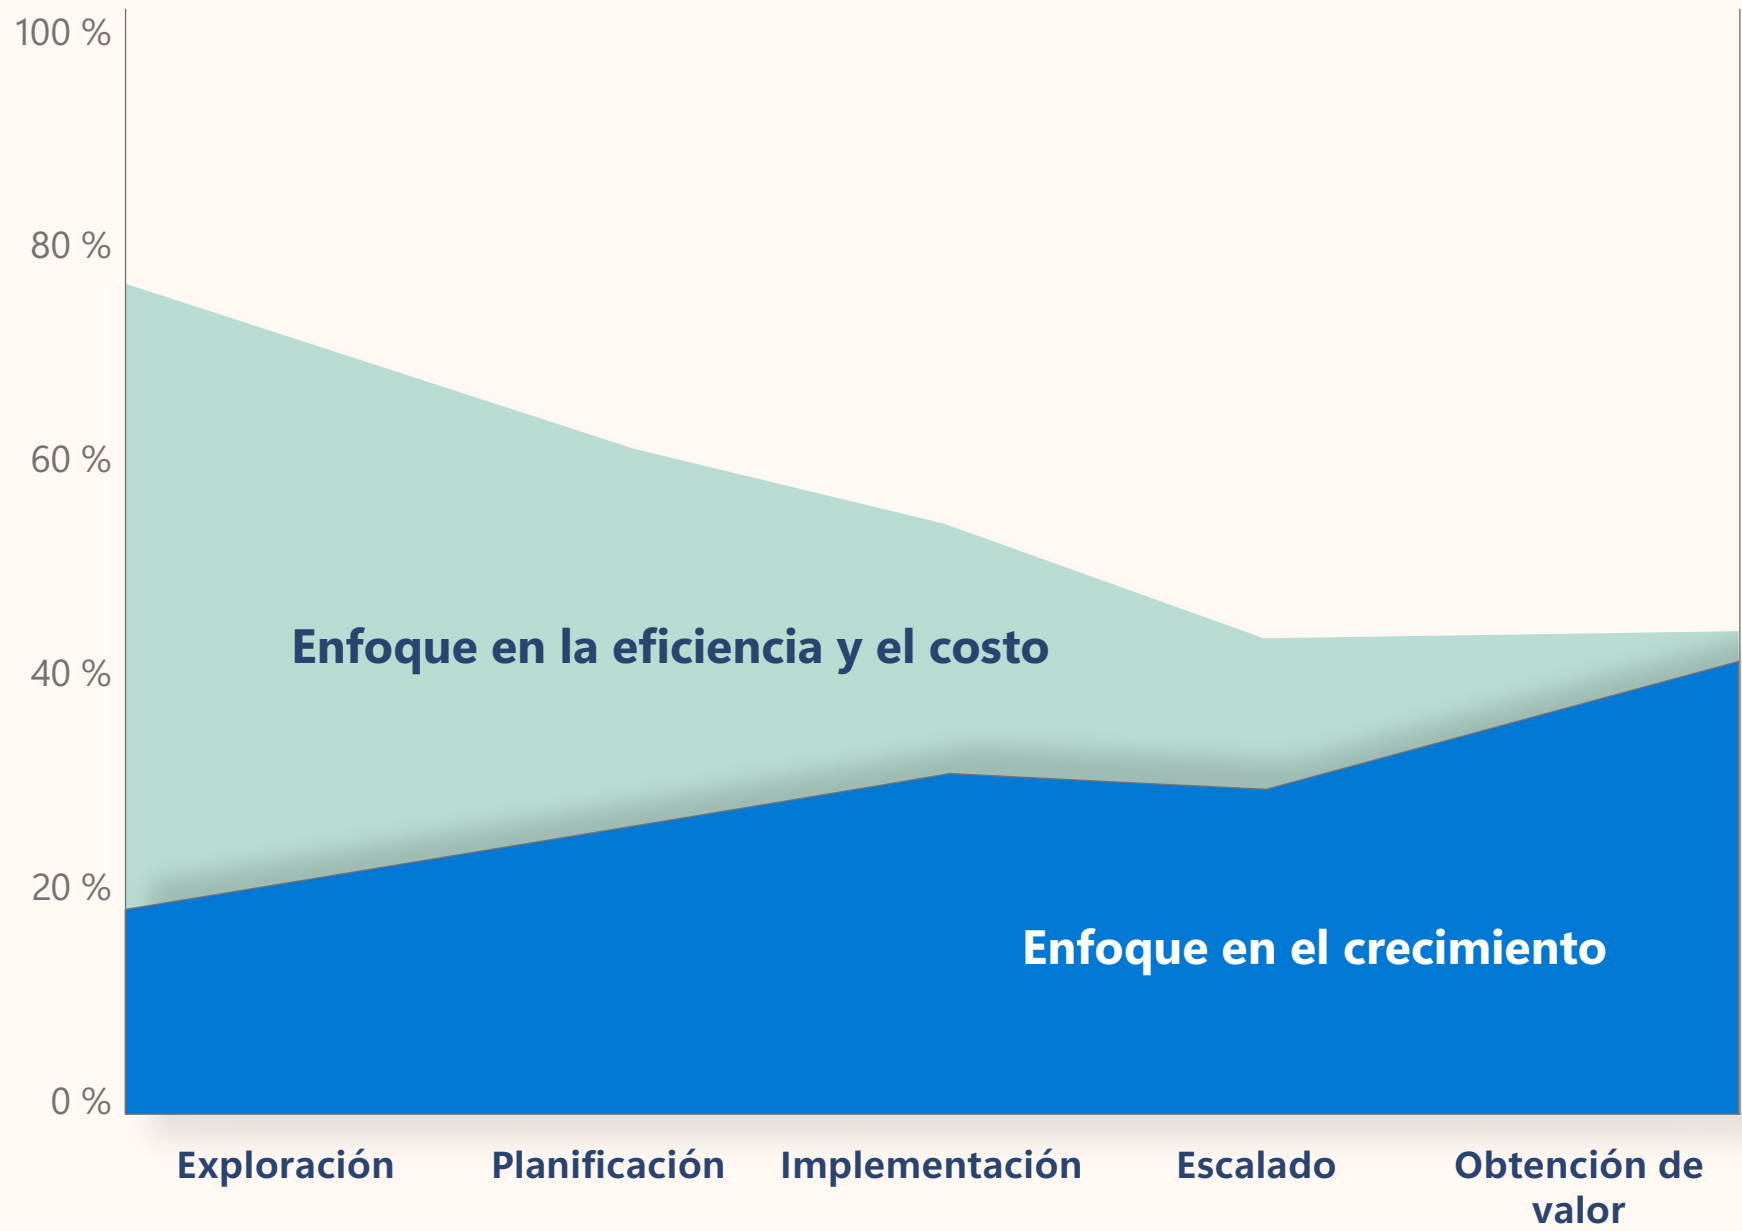 100 %
80 %
60 %
40 %
20 %
0 %
Enfoque en la eficiencia y el costo
Enfoque en el crecimiento
Exploración
Planificación
Implementación
Escalado
Obtención de
valor